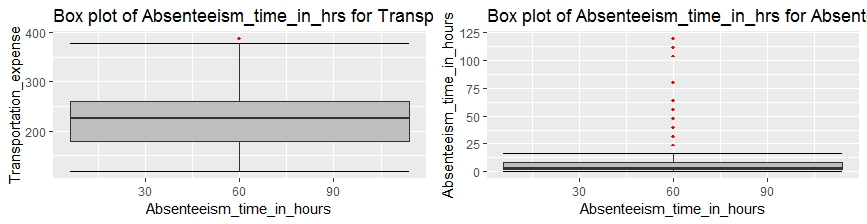 Box plot of Absenteeism_time_in_hrs for Transp
Transportation_expense
400
300
200
30 60 90
Absenteeism_time_in_hours
Box plot of Absenteeism_time_in_hrs for Absent
Absenteeism_time_in_hours
125
100
75
50
25
0
30 60 90
Absenteeism_time_in_hours